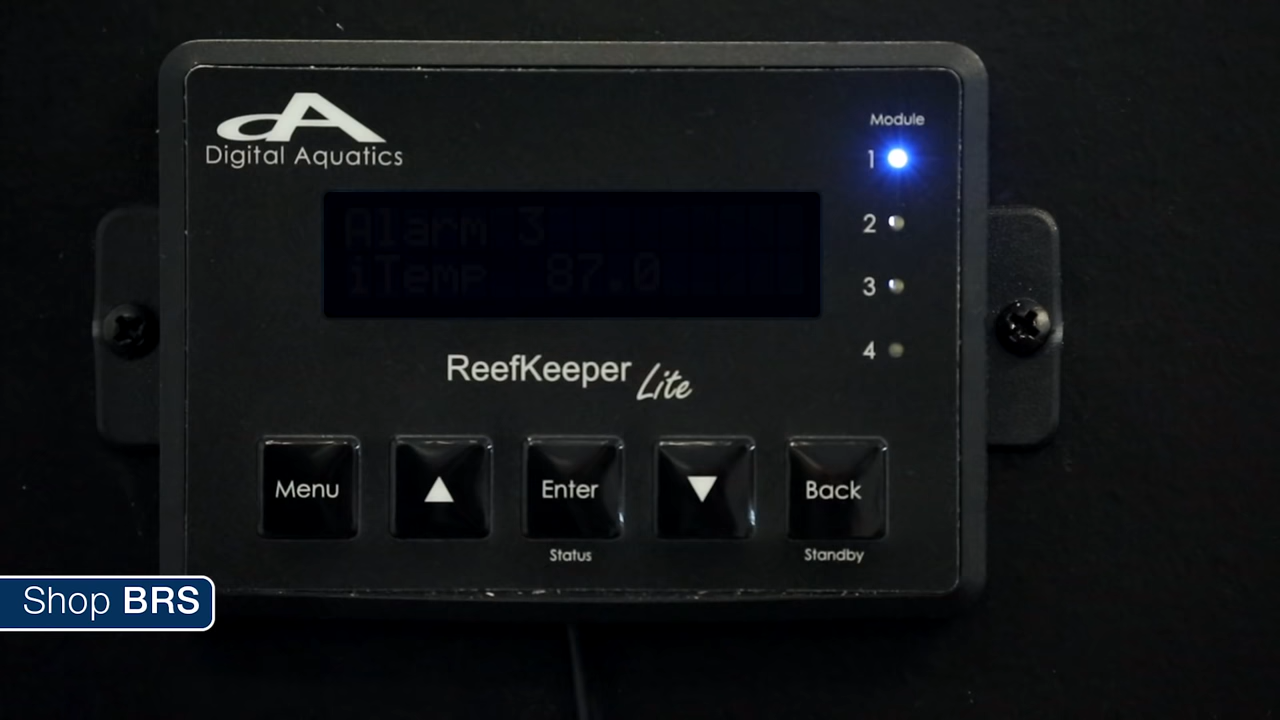 dA
Digital Aquatics
Module
1
2
3
4
Alarm 3
iTemp 87.0
ReefKeeper Lite
Menu
Enter
Back
Status
Standby
Shop BRS